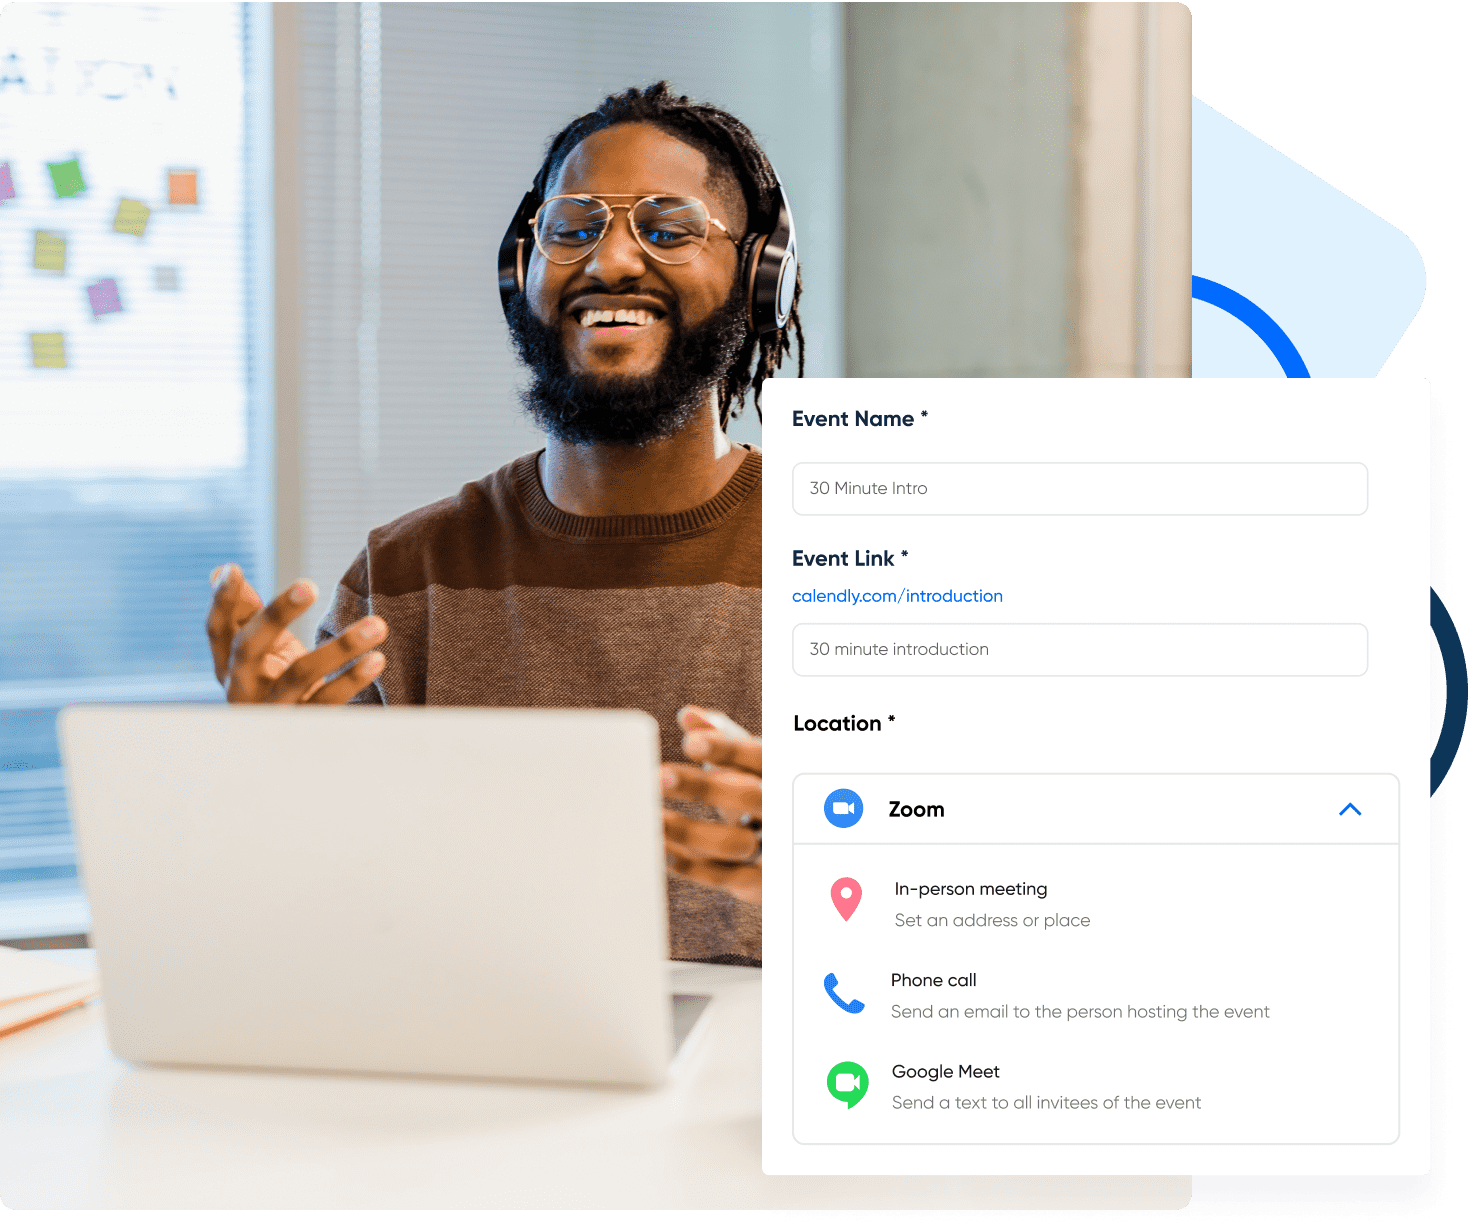 Event Name *
30 Minute Intro
Event Link *
calendly.com/introduction
30 minute introduction
Location *
Zoom
In-person meeting
Set an address or place
Phone call
Send an email to the person hosting the event
Google Meet
Send a text to all invitees of the event